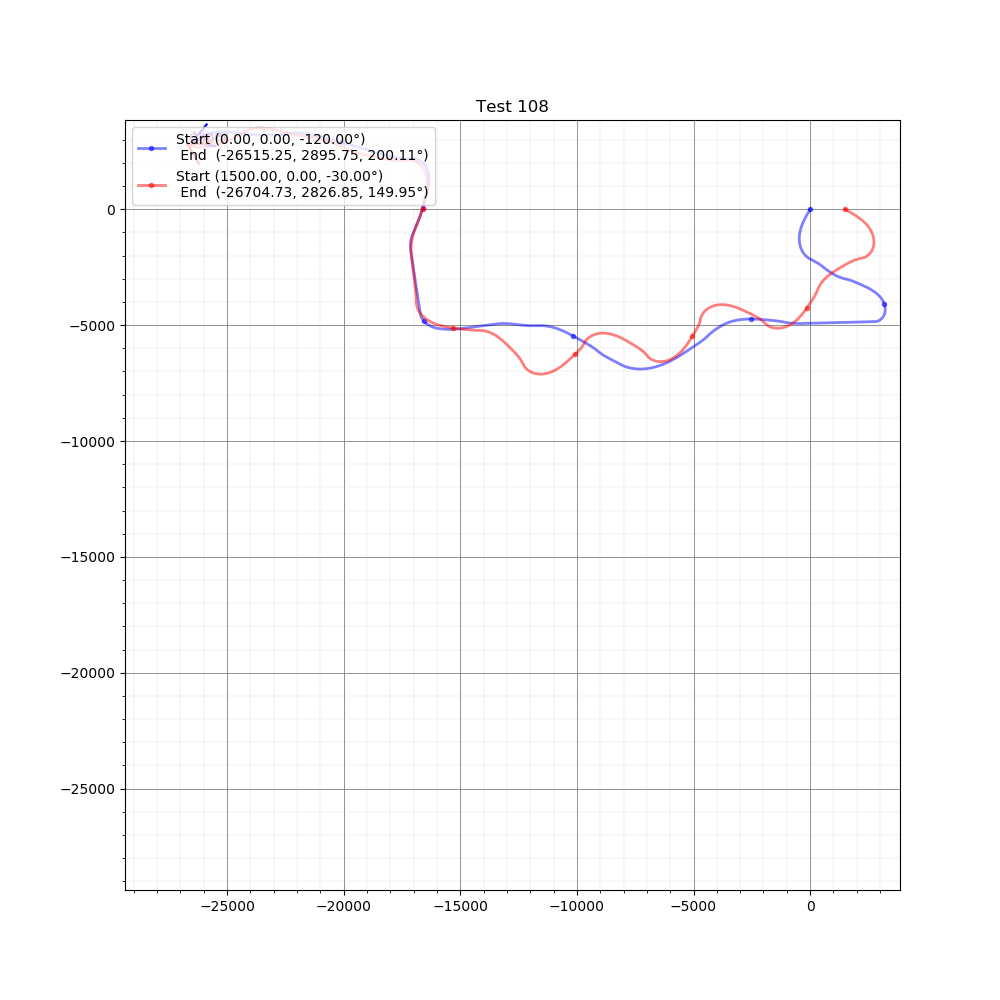 Test 108
Start (0.00, 0.00, -120.00°)
End  (-26515.25, 2895.75, 200.11°)
Start (1500.00, 0.00, -30.00°)
End  (-26704.73, 2826.85, 149.95°)
0
−5000
−10000
−15000
−20000
−25000
−25000 −20000 −15000 −10000 −5000 0